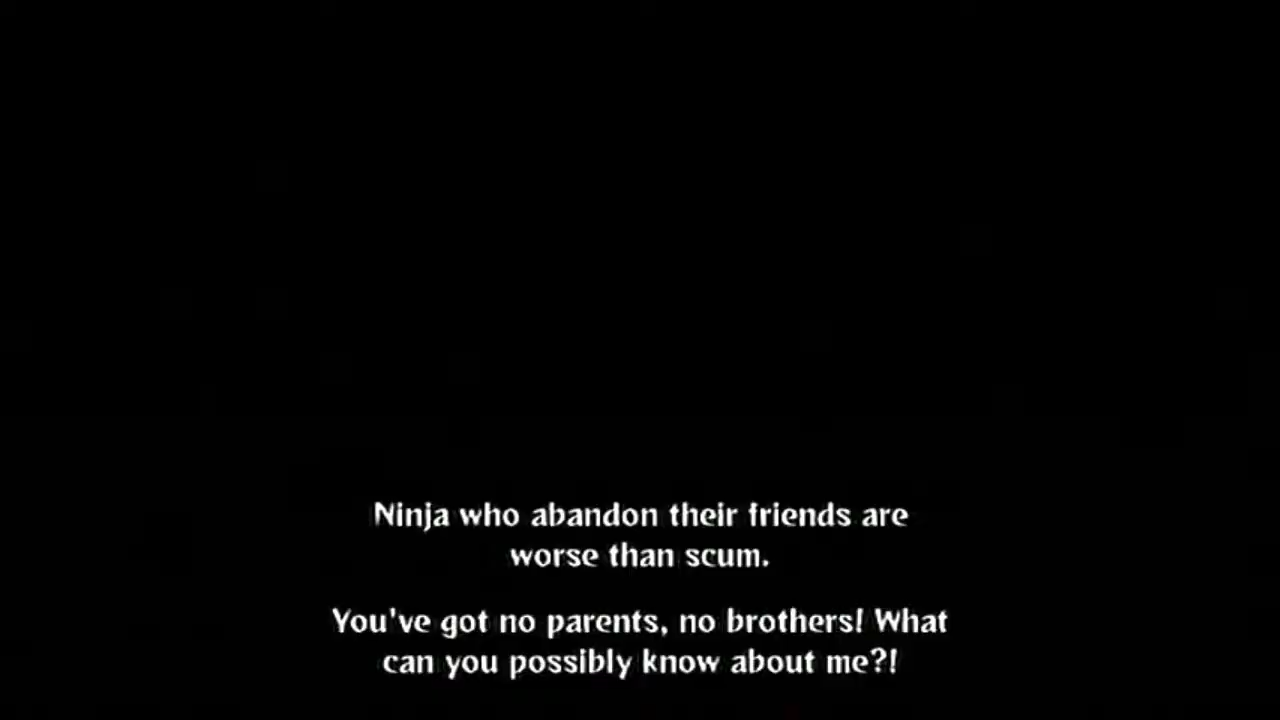 Ninja who abandon their friends are
worse than scum.
You've got no parents, no brothers! What
can you possibly know about me?!